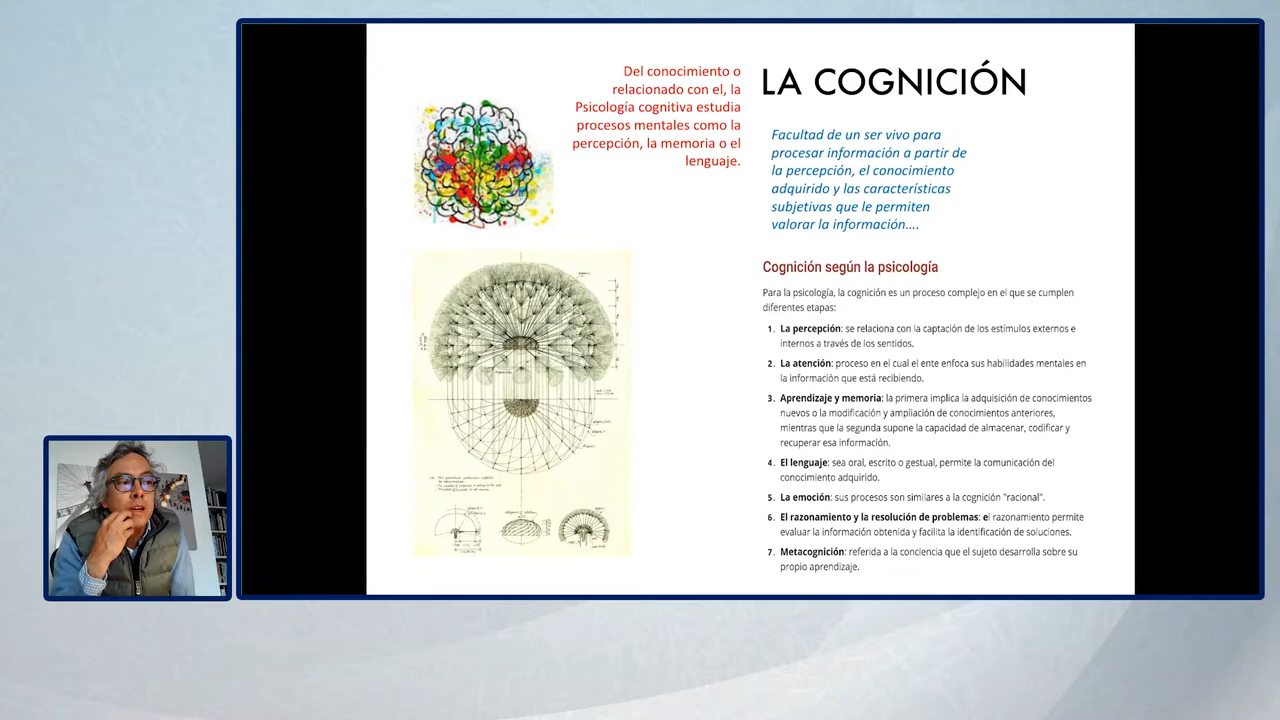 Del conocimiento o
relacionado con el, la
Psicología cognitiva estudia
procesos mentales como la
percepción, la memoria o el
lenguaje.
LA COGNICIÓN
Facultad de un ser vivo para
procesar información a partir de
la percepción, el conocimiento
adquirido y las características
subjetivas que le permiten
valorar la información....
Cognición según la psicología
Para la psicología, la cognición es un proceso complejo en el que se cumplen
diferentes etapas:
1. La percepción: se relaciona con la captación de los estímulos externos e
internos a través de los sentidos.
2. La atención: proceso en el cual el ente enfoca sus habilidades mentales en
la información que está recibiendo.
3. Aprendizaje y memoria: la primera implica la adquisición de conocimientos
nuevos o la modificación y ampliación de conocimientos anteriores,
mientras que la segunda supone la capacidad de almacenar, codificar y
recuperar esa información.
4. El lenguaje: sea oral, escrito o gestual, permite la comunicación del
conocimiento adquirido.
5. La emoción: sus procesos son similares a la cognición "racional".
6. El razonamiento y la resolución de problemas: el razonamiento permite
evaluar la información obtenida y facilita la identificación de soluciones.
7. Metacognición: referida a la conciencia que el sujeto desarrolla sobre su
propio aprendizaje.